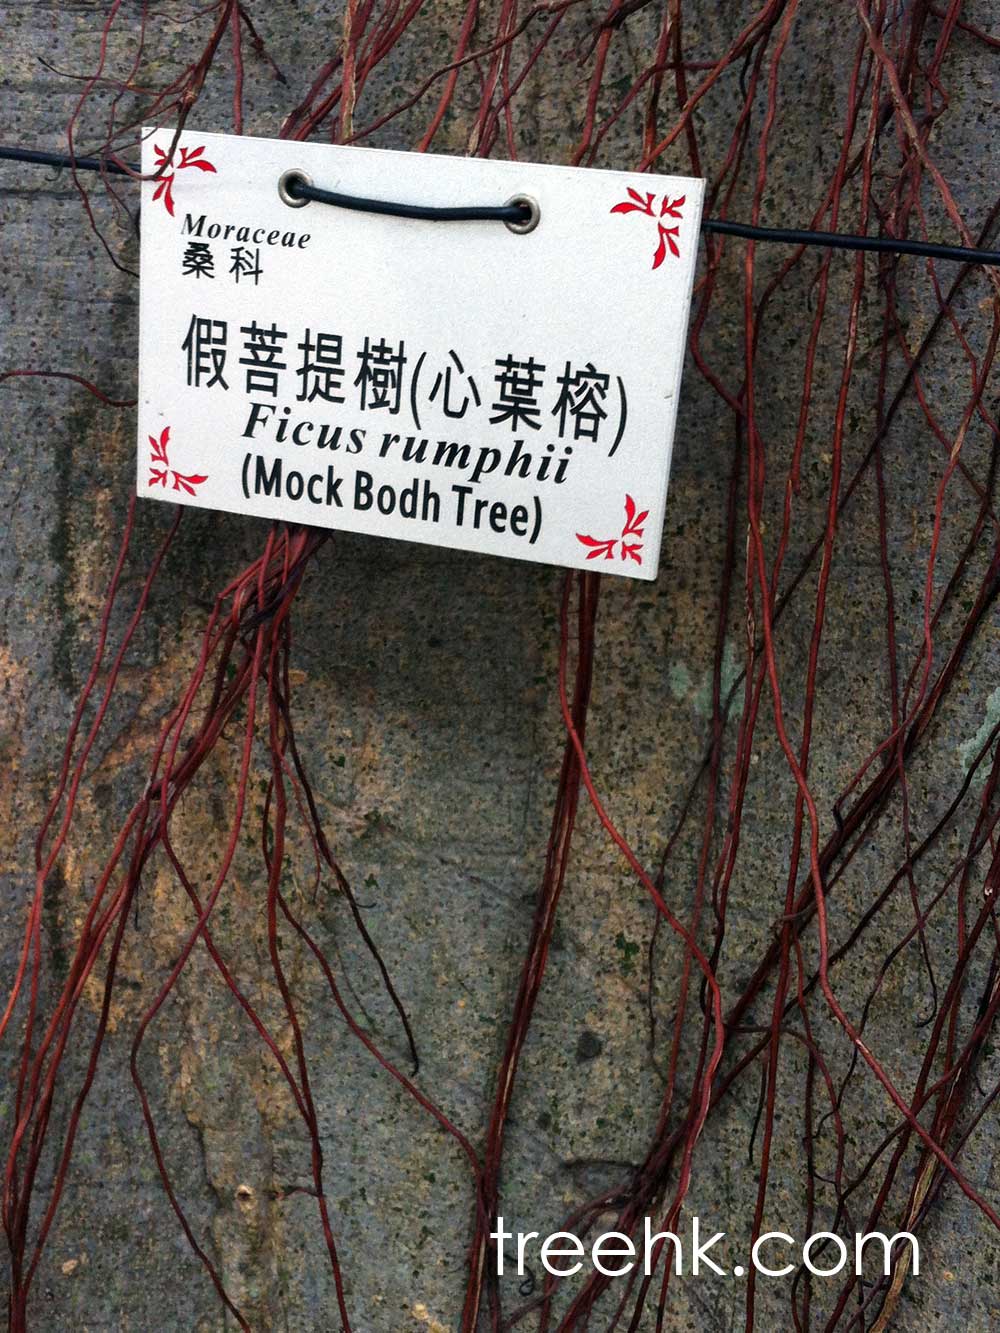 Moraceae
桑科
假菩提樹(心葉榕)
Ficus rumphii
(Mock Bodh Tree)
treehk.com